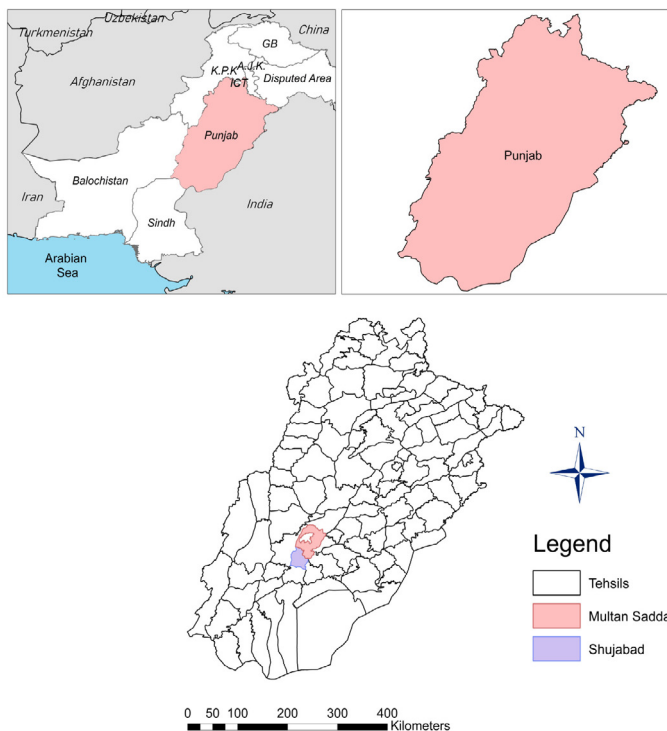 Uzbekistan
China
Turkmenistan
GB
K.P.K
A.J.K.
Afghanistan
ICT
Disputed Area
Punjab
Balochistan
Iran
India
Sindh
Arabian
Sea
Punjab
N
Legend
Tehsils
Multan Sadda
Shujabad
0 50 100 200 300 400
Kilometers